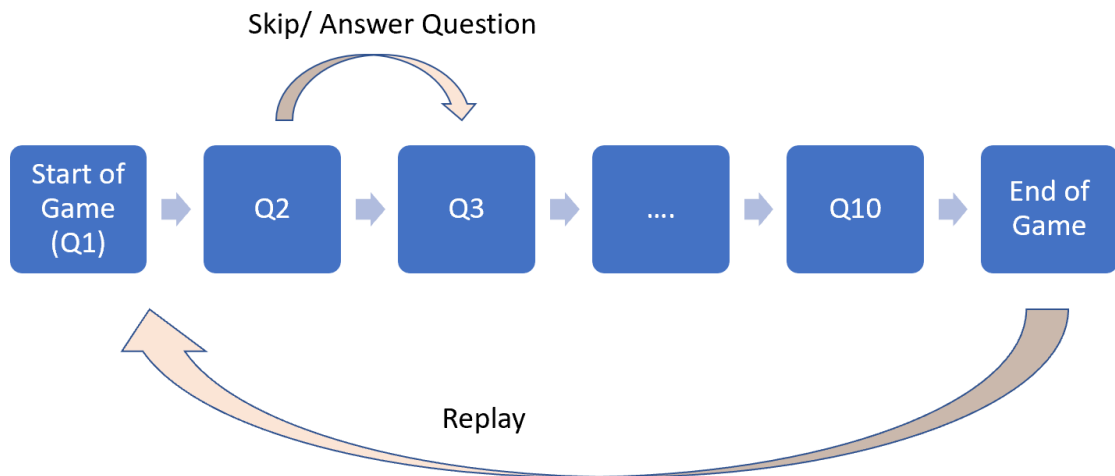 Skip/ Answer Question
Start of
Game
(Q1)
Q2
Q3
....
Q10
End of
Game
Replay